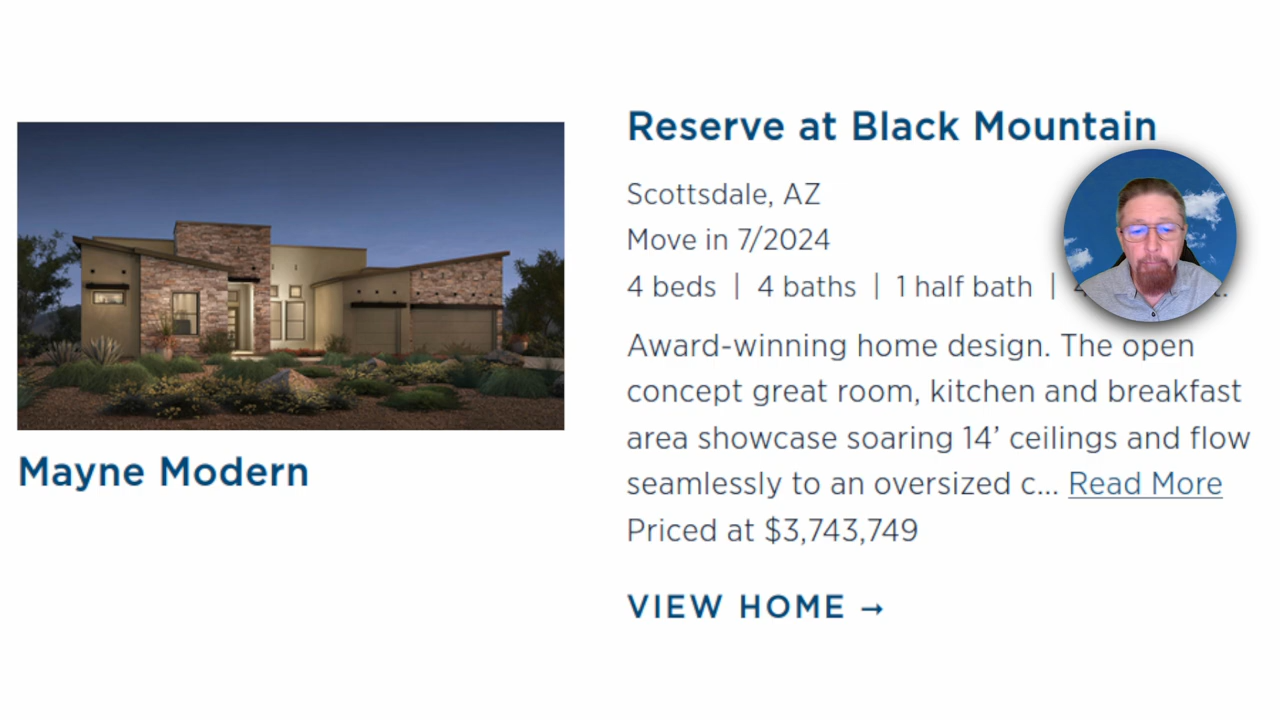 Reserve at Black Mountain
Scottsdale, AZ
Move in 7/2024
4 beds | 4 baths | 1 half bath |
Award-winning home design. The open
concept great room, kitchen and breakfast
area showcase soaring 14’ ceilings and flow
seamlessly to an oversized c... Read More
Priced at $3,743,749
VIEW HOME →
Mayne Modern